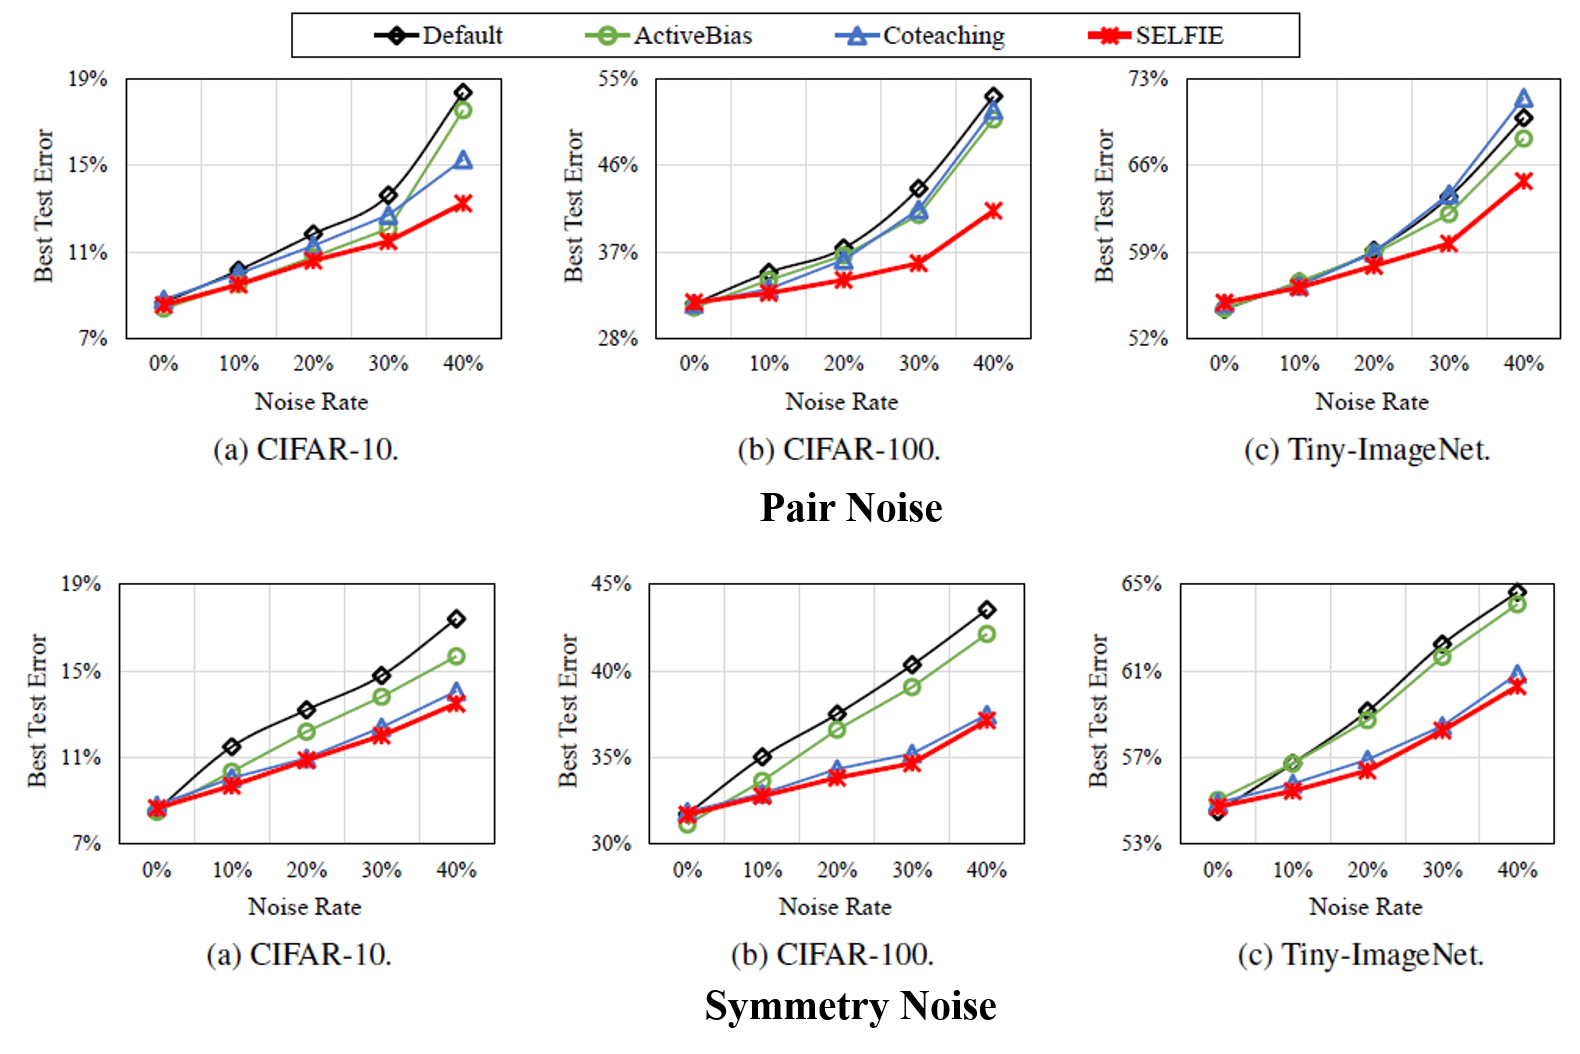 Default ActiveBias Coteaching SELFIE
19% 15% 11% 7%
Best Test Error
0% 10% 20% 30% 40%
Noise Rate
(a) CIFAR-10.
55% 46% 37% 28%
Best Test Error
0% 10% 20% 30% 40%
Noise Rate
(b) CIFAR-100.
73% 66% 59% 52%
Best Test Error
0% 10% 20% 30% 40%
Noise Rate
(c) Tiny-ImageNet.
Pair Noise
19% 15% 11% 7%
Best Test Error
0% 10% 20% 30% 40%
Noise Rate
(a) CIFAR-10.
45% 40% 35% 30%
Best Test Error
0% 10% 20% 30% 40%
Noise Rate
(b) CIFAR-100.
65% 61% 57% 53%
Best Test Error
0% 10% 20% 30% 40%
Noise Rate
(c) Tiny-ImageNet.
Symmetry Noise